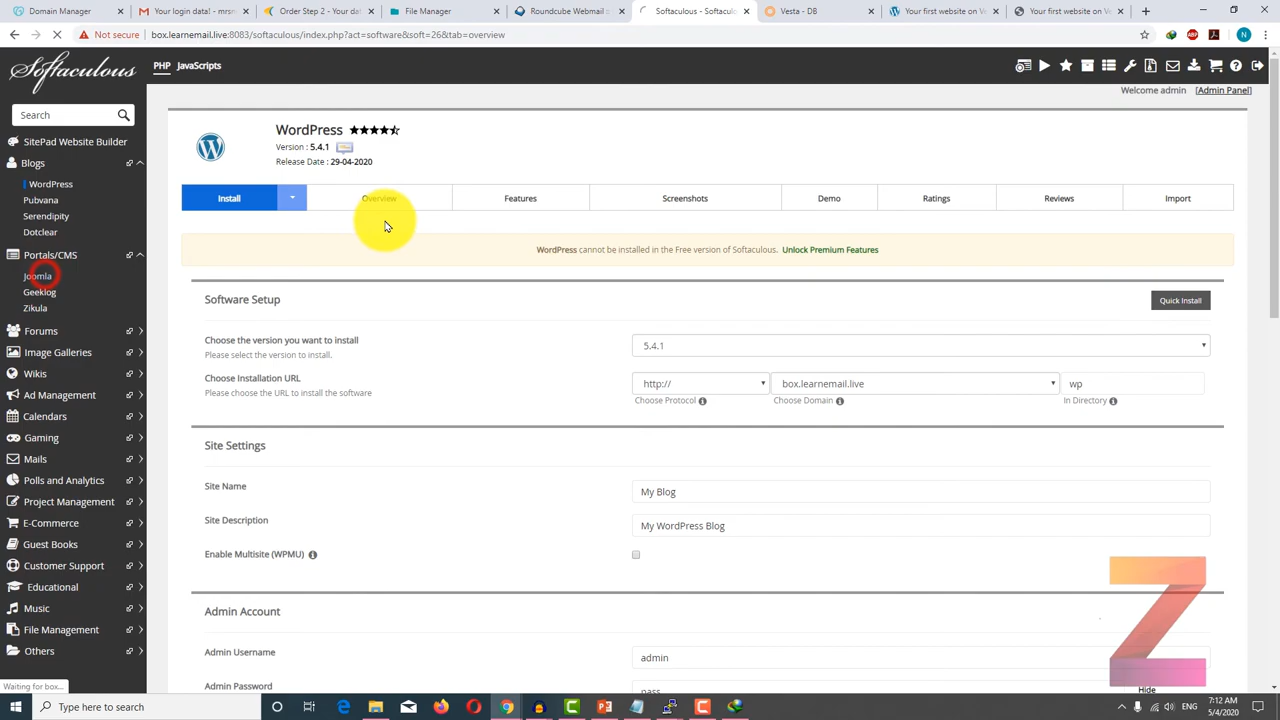 Domain Manager
'Your first website on V
Order Step 2 - Your dat
File Manager
Roundcube Webmail ::
Softaculous - Softaculo
Vesta - DB
Your first website on V
Your first website on V
Not secure
box.learnemail.live:8083/softaculous/index.php?act=software&soft=26&tab=overview
ABP
N
Softaculous
PHP
JavaScripts
Welcome admin [Admin Panel]
Search
SitePad Website Builder
Blogs
WordPress
Pubvana
Serendipity
Dotclear
Portals/CMS
Joomla
Geeklog
Zikula
Forums
Image Galleries
Wikis
Ad Management
Calendars
Gaming
Mails
Polls and Analytics
Project Management
E-Commerce
Guest Books
Customer Support
Educational
Music
File Management
Others
WordPress
Version : 5.4.1
Release Date : 29-04-2020
Install
Overview
Features
Screenshots
Demo
Ratings
Reviews
Import
WordPress cannot be installed in the Free version of Softaculous. Unlock Premium Features
Software Setup
Quick Install
Choose the version you want to install
Please select the version to install.
5.4.1
Choose Installation URL
Please choose the URL to install the software
http://
box.learnemail.live
wp
Choose Protocol
Choose Domain
In Directory
Site Settings
Site Name
My Blog
Site Description
My WordPress Blog
Enable Multisite (WPMU)
Admin Account
Admin Username
admin
Admin Password
pass
Hide
Waiting for box...
Type here to search
7:12 AM
5/4/2020